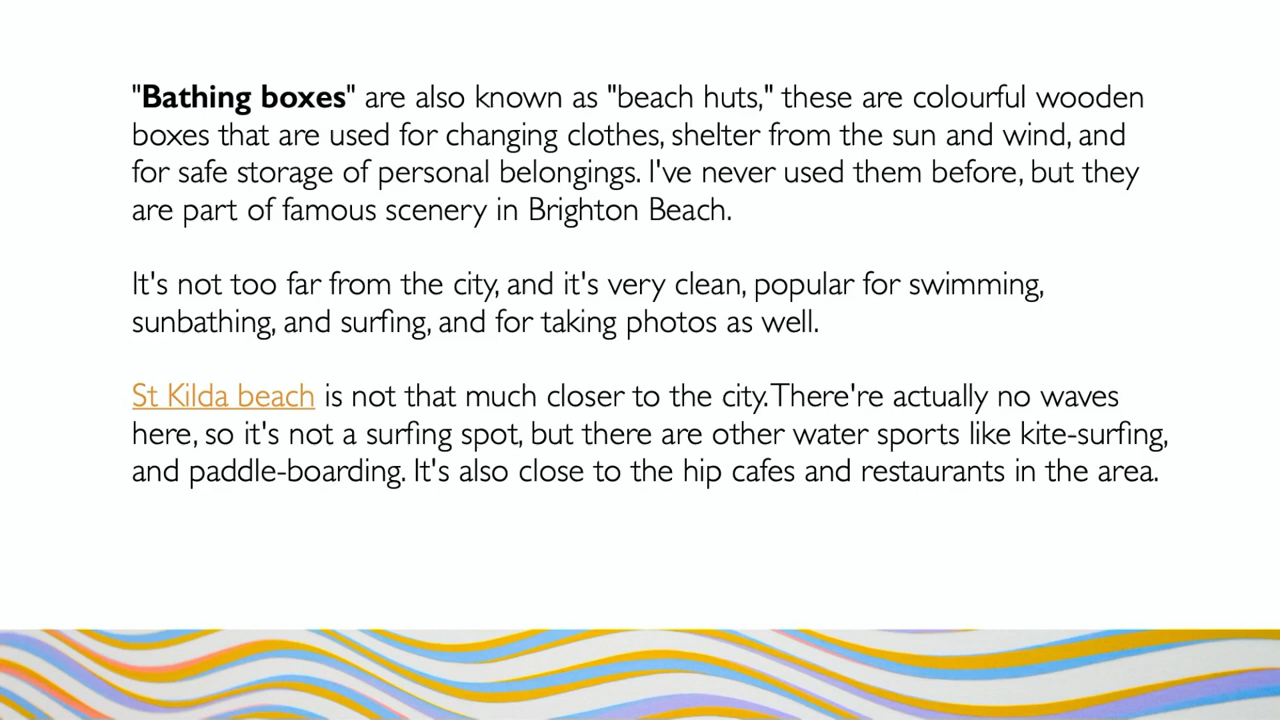 "Bathing boxes" are also known as "beach huts," these are colourful wooden
boxes that are used for changing clothes, shelter from the sun and wind, and
for safe storage of personal belongings. I've never used them before, but they
are part of famous scenery in Brighton Beach.
It's not too far from the city, and it's very clean, popular for swimming,
sunbathing, and surfing, and for taking photos as well.
St Kilda beach is not that much closer to the city. There're actually no waves
here, so it's not a surfing spot, but there are other water sports like kite-surfing,
and paddle-boarding. It's also close to the hip cafes and restaurants in the area.